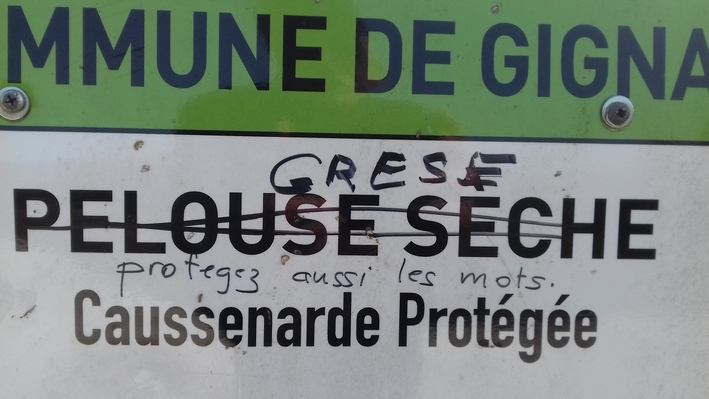 MMUNE DE GIGNA
GRESE
PELOUSE SECHE
protegez aussi les mots.
Caussenarde Protégée